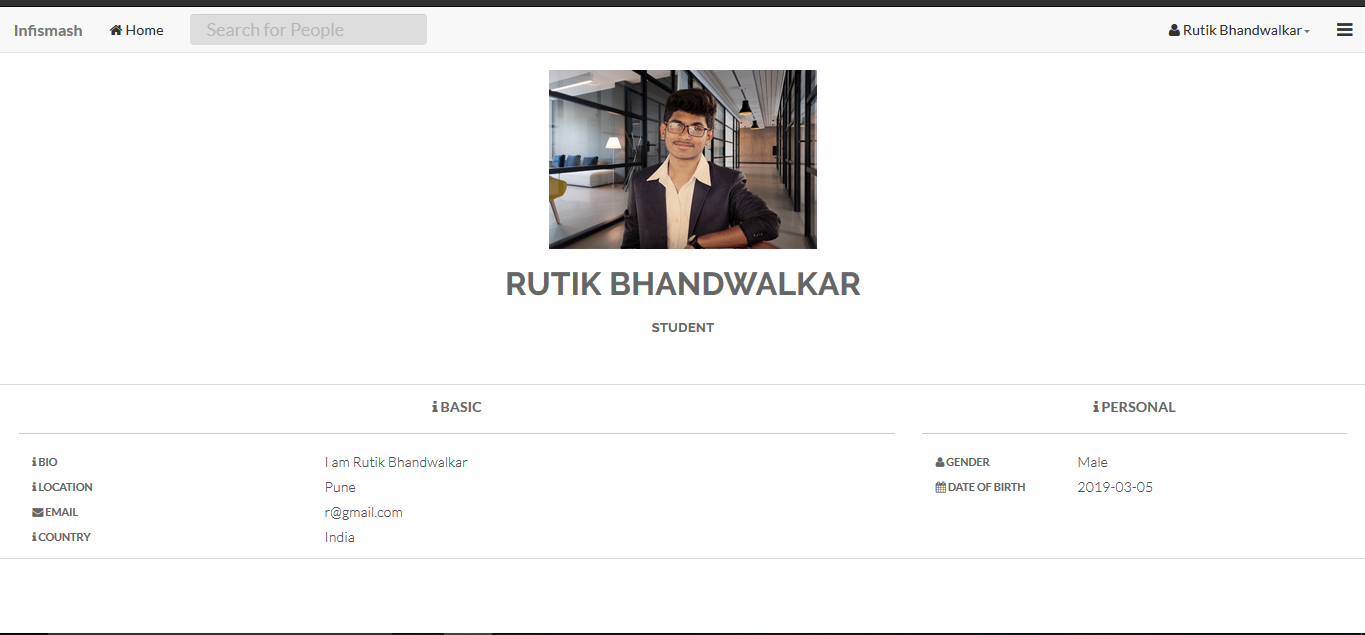 Infismash Home Search for People Rutik Bhandwalkar
RUTIK BHANDWALKAR
STUDENT
BASIC
BIO I am Rutik Bhandwalkar
LOCATION Pune
EMAIL r@gmail.com
COUNTRY India
PERSONAL
GENDER Male
DATE OF BIRTH 2019-03-05